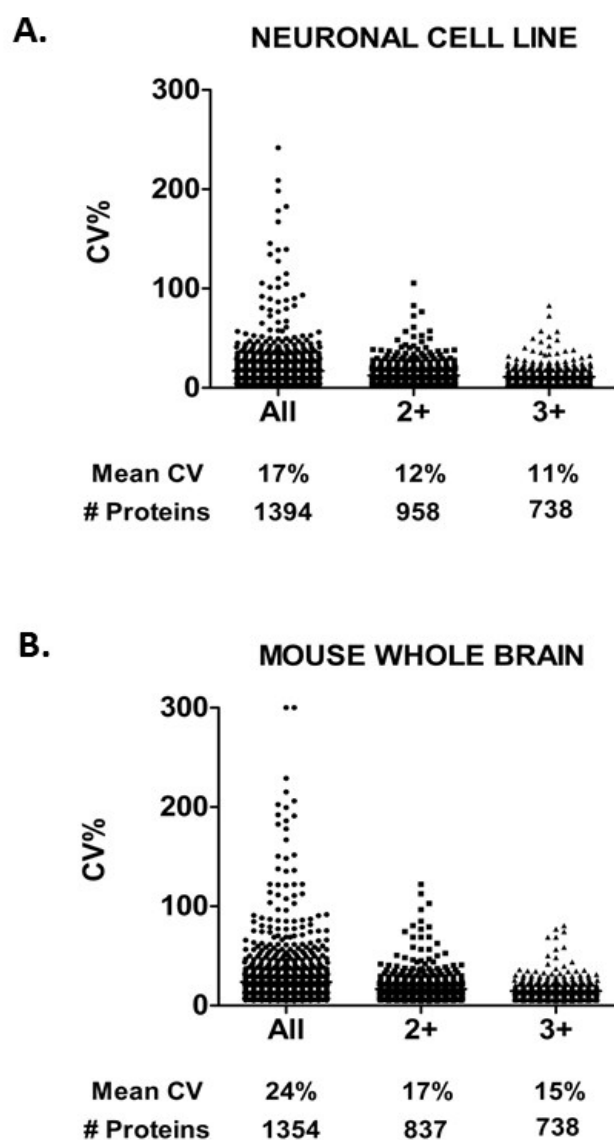 A.
NEURONAL CELL LINE
300
200
100
0
CV%
All 2+ 3+
Mean CV 17% 12% 11%
# Proteins 1394 958 738
B.
MOUSE WHOLE BRAIN
300
200
100
0
CV%
All 2+ 3+
Mean CV 24% 17% 15%
# Proteins 1354 837 738